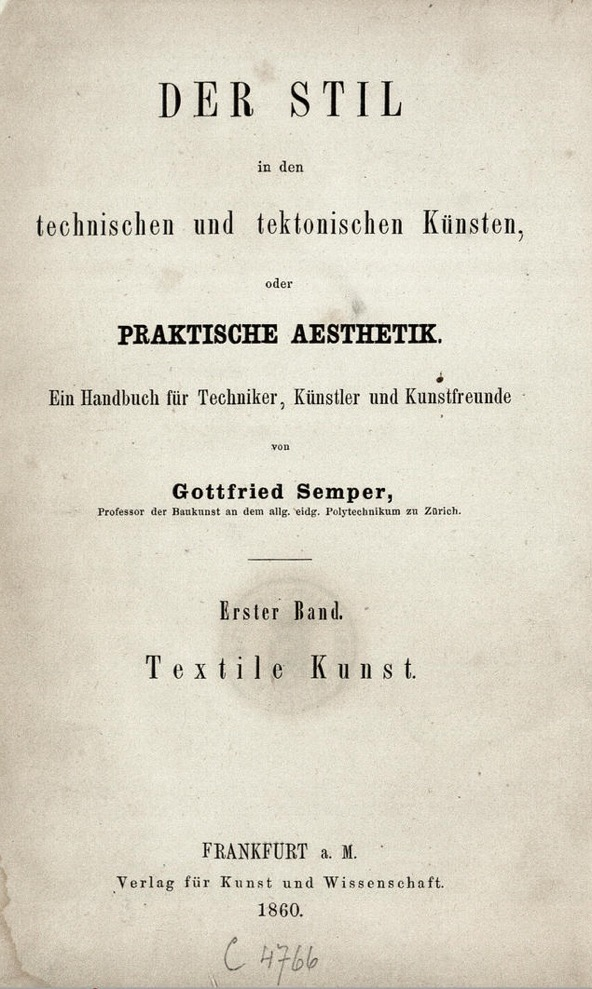 DER STIL
in den
technischen und tektonischen Künsten,
oder
PRAKTISCHE AESTHETIK.
Ein Handbuch für Techniker, Künstler und Kunstfreunde
von
Gottfried Semper,
Professor der Baukunst an dem allg. eidg. Polytechnikum zu Zürich.
Erster Band.
Textile Kunst.
FRANKFURT a. M.
Verlag für Kunst und Wissenschaft.
1860.
C 4766